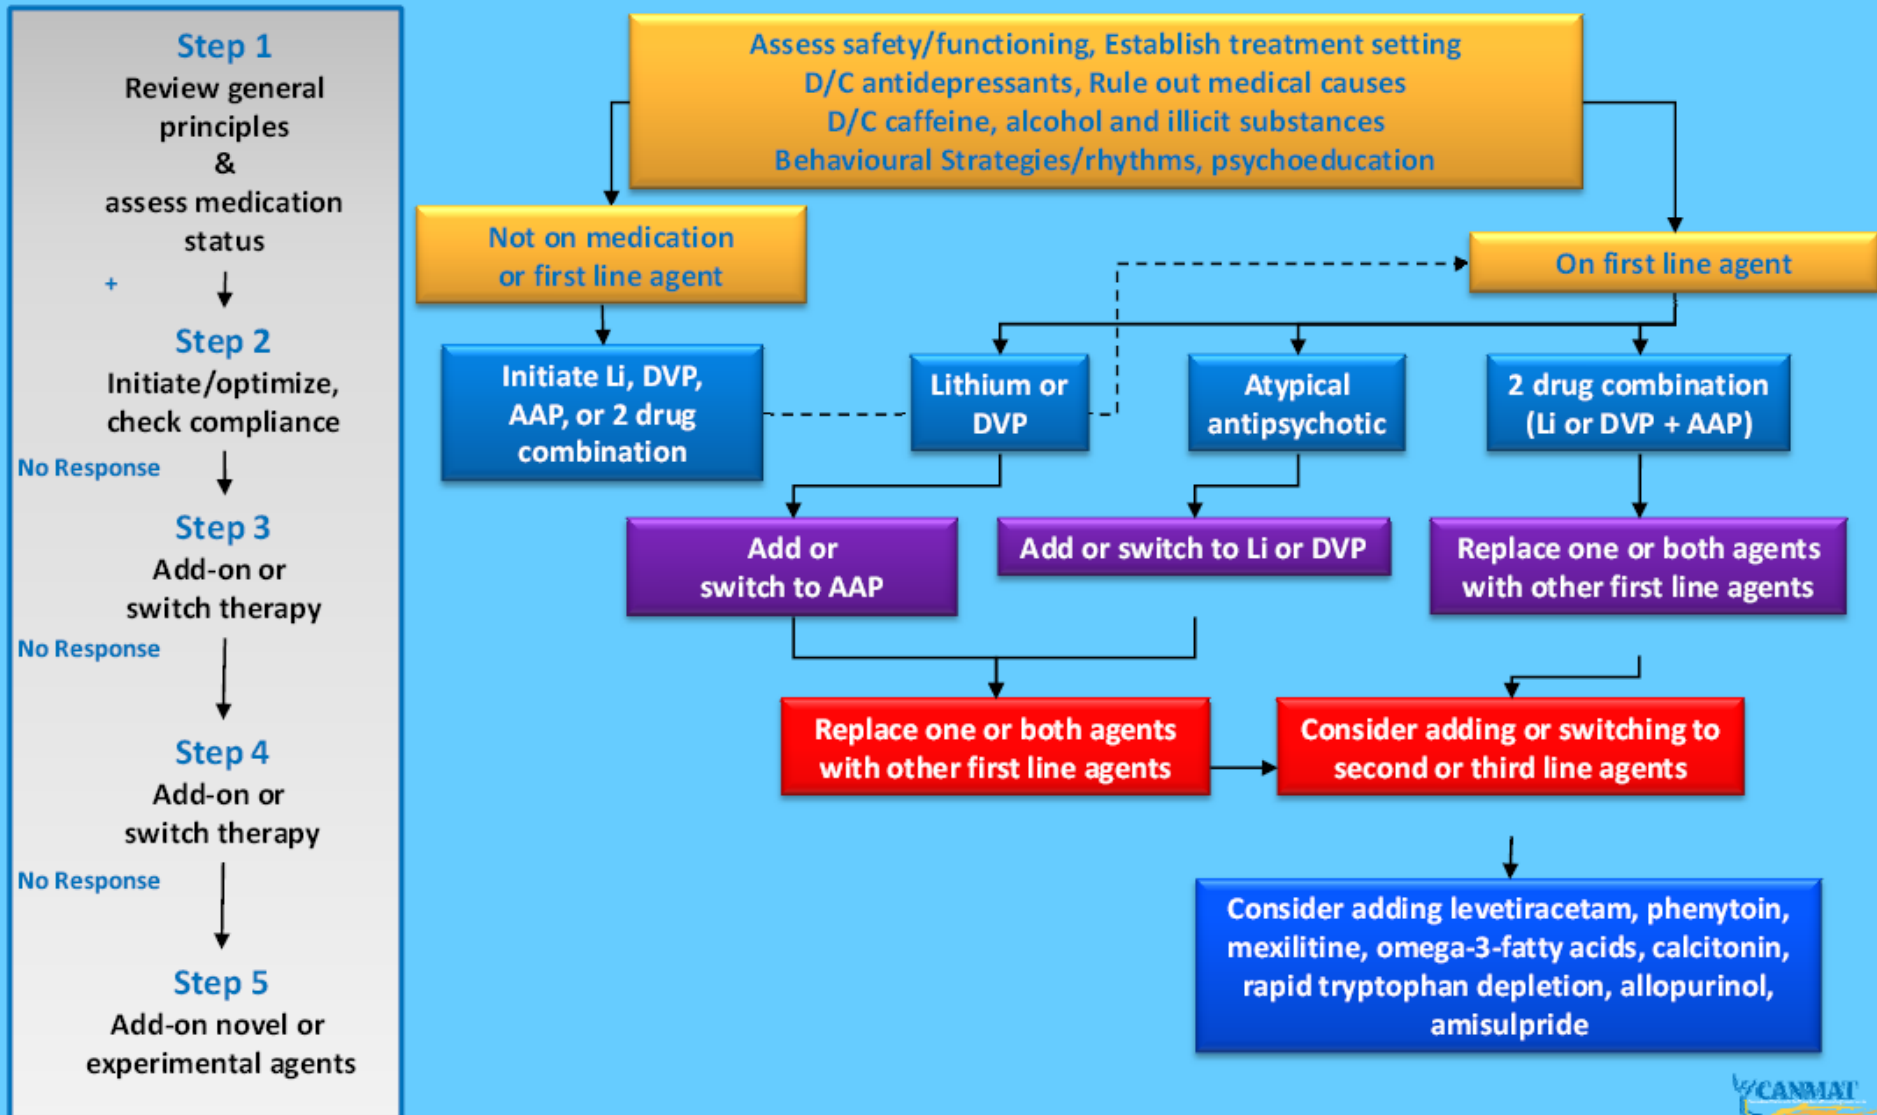 Step 1
Review general
principles
&
assess medication
status
+
Step 2
Initiate/optimize,
check compliance
No Response
Step 3
Add-on or
switch therapy
No Response
Step 4
Add-on or
switch therapy
No Response
Step 5
Add-on novel or
experimental agents
Assess safety/functioning, Establish treatment setting
D/C antidepressants, Rule out medical causes
D/C caffeine, alcohol and illicit substances
Behavioural Strategies/rhythms, psychoeducation
Not on medication
or first line agent
On first line agent
Initiate Li, DVP,
AAP, or 2 drug
combination
Lithium or
DVP
Atypical
antipsychotic
2 drug combination
(Li or DVP + AAP)
Add or
switch to AAP
Add or switch to Li or DVP
Replace one or both agents
with other first line agents
Replace one or both agents
with other first line agents
Consider adding or switching to
second or third line agents
Consider adding levetiracetam, phenytoin,
mexilitine, omega-3-fatty acids, calcitonin,
rapid tryptophan depletion, allopurinol,
amisulpride
CANMAT